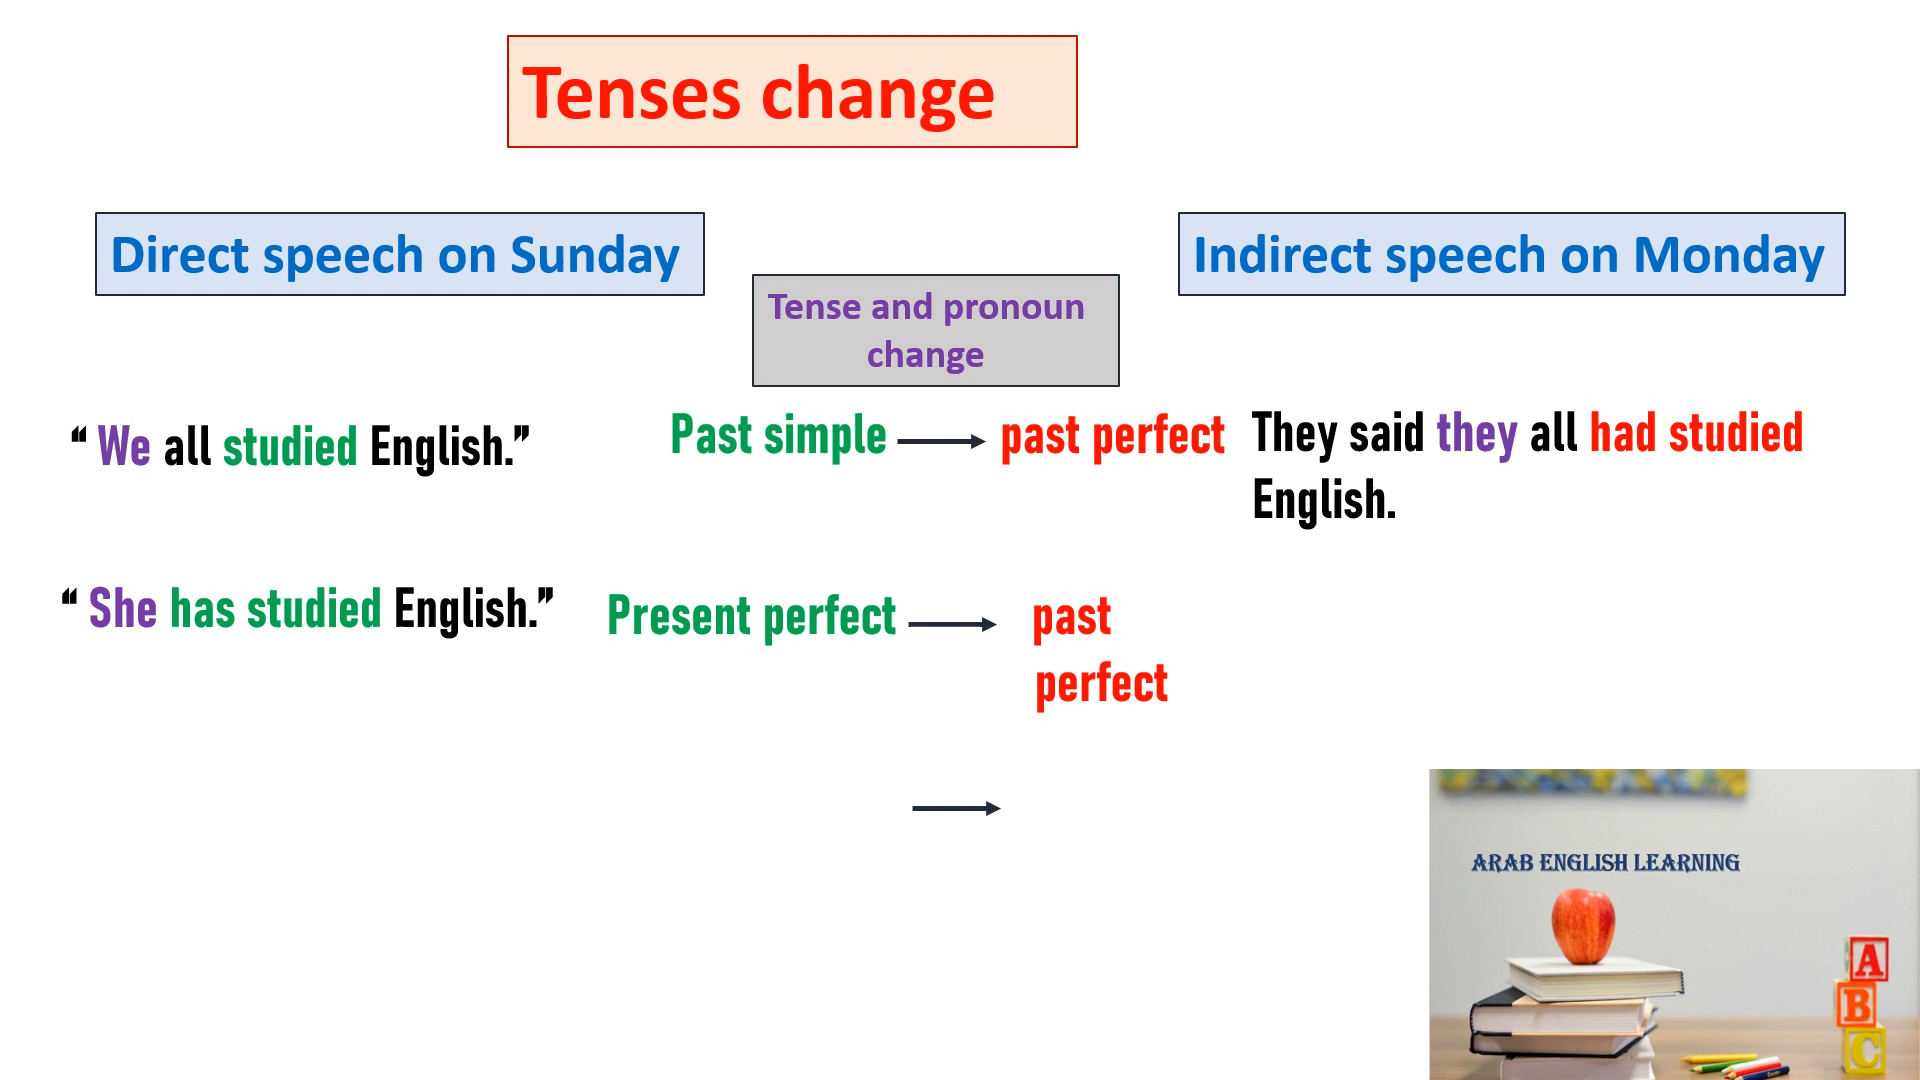 Tenses change
Direct speech on Sunday
Indirect speech on Monday
Tense and pronoun
change
“ We all studied English.”
Past simple
past perfect
They said they all had studied
English.
“ She has studied English.”
Present perfect
past
perfect
ARAB ENGLISH LEARNING
A
B
C